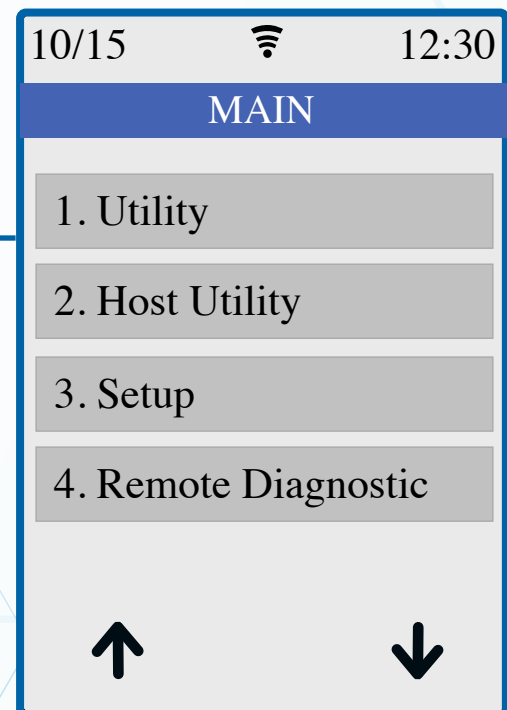 10/15 12:30
MAIN
1. Utility
2. Host Utility
3. Setup
4. Remote Diagnostic